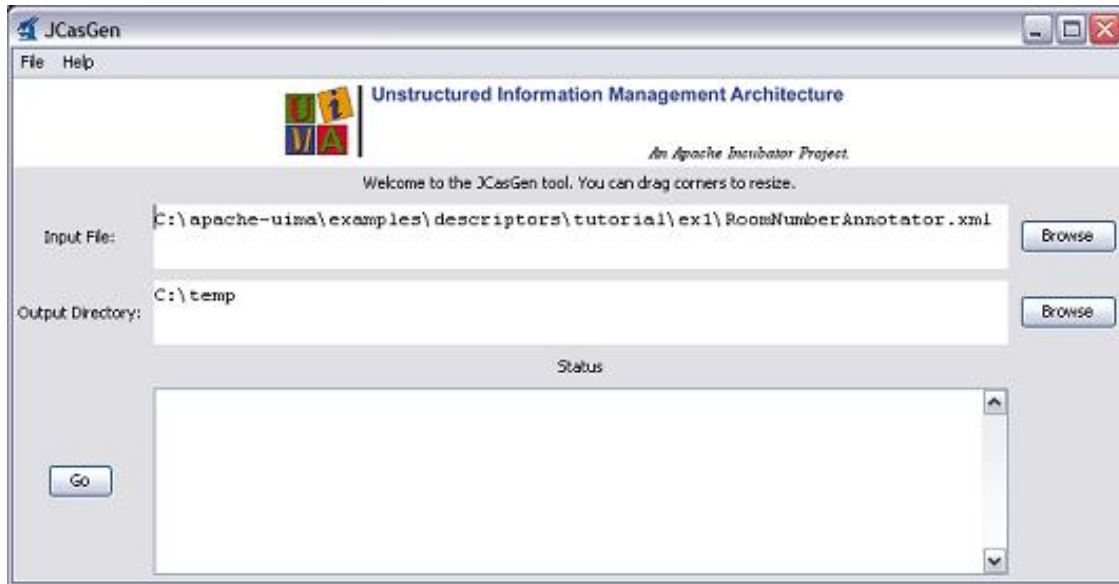 JCasGen
File Help
U i M A
Unstructured Information Management Architecture
An Apache Incubator Project.
Welcome to the JCasGen tool. You can drag corners to resize.
Input File: C:\apache-uima\examples\descriptors\tutorial\ex1\RoomNumberAnnotator.xml Browse
Output Directory: C:\temp Browse
Status
Go